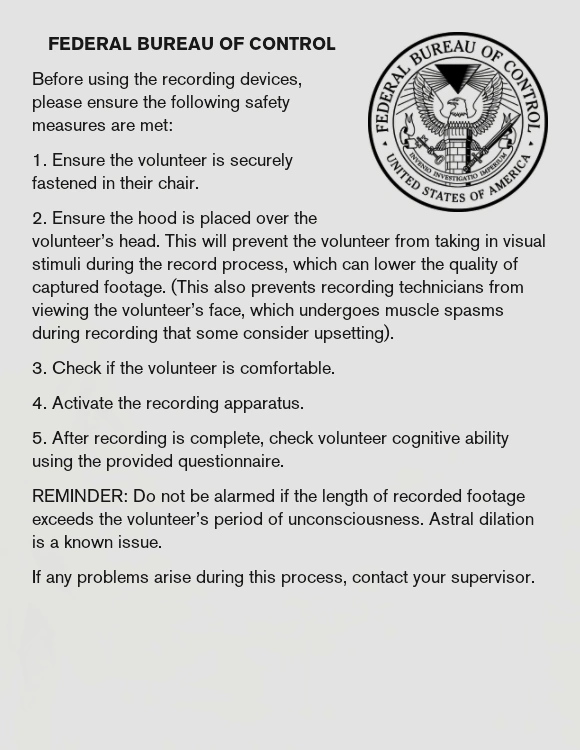 FEDERAL BUREAU OF CONTROL
Before using the recording devices,
please ensure the following safety
measures are met:
1. Ensure the volunteer is securely
fastened in their chair.
2. Ensure the hood is placed over the
volunteer's head. This will prevent the volunteer from taking in visual
stimuli during the record process, which can lower the quality of
captured footage. (This also prevents recording technicians from
viewing the volunteer's face, which undergoes muscle spasms
during recording that some consider upsetting).
3. Check if the volunteer is comfortable.
4. Activate the recording apparatus.
5. After recording is complete, check volunteer cognitive ability
using the provided questionnaire.
REMINDER: Do not be alarmed if the length of recorded footage
exceeds the volunteer's period of unconsciousness. Astral dilation
is a known issue.
If any problems arise during this process, contact your supervisor.
FEDERAL BUREAU OF CONTROL
INVENIO INVESTIGATIO IMPERIUM
UNITED STATES OF AMERICA